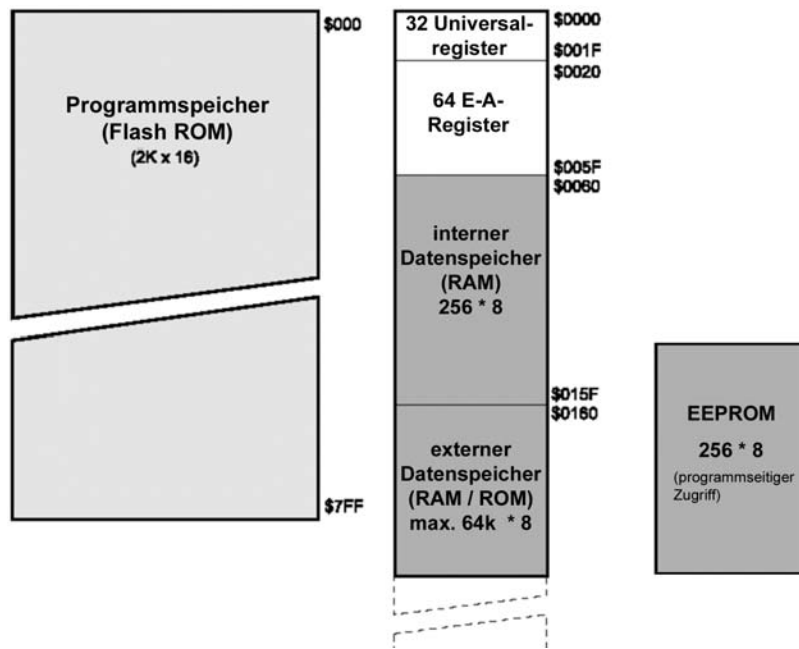 $000
Programmspeicher
(Flash ROM)
(2K x 16)
$7FF
32 Universal-
register
$0000
$001F
$0020
64 E-A-
Register
$005F
$0060
interner
Datenspeicher
(RAM)
256 * 8
$015F
$0160
externer
Datenspeicher
(RAM / ROM)
max. 64k * 8
EEPROM
256 * 8
(programmseitiger
Zugriff)